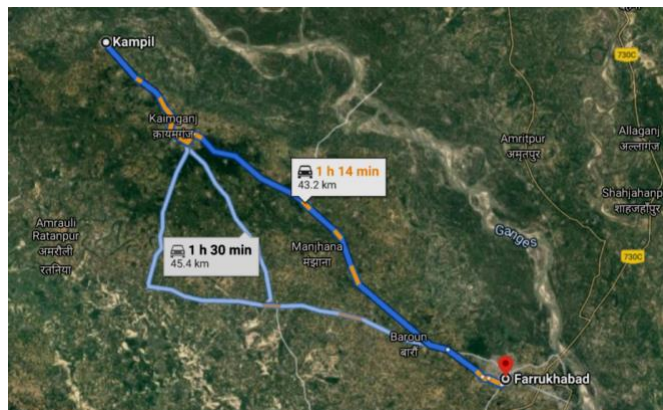 Kampil
730C
Kaimganj
क़ायमगंज
Amritpur
अमृतपुर
Allaganj
अल्लागंज
1 h 14 min
43.2 km
Shahjahanp
शाहजहाँपुर
Amrauli
Ratanpur
अमरौली
रतनिया
Ganges
1 h 30 min
45.4 km
Manjhana
मंझाना
730C
Baroun
बारौं
Farrukhabad